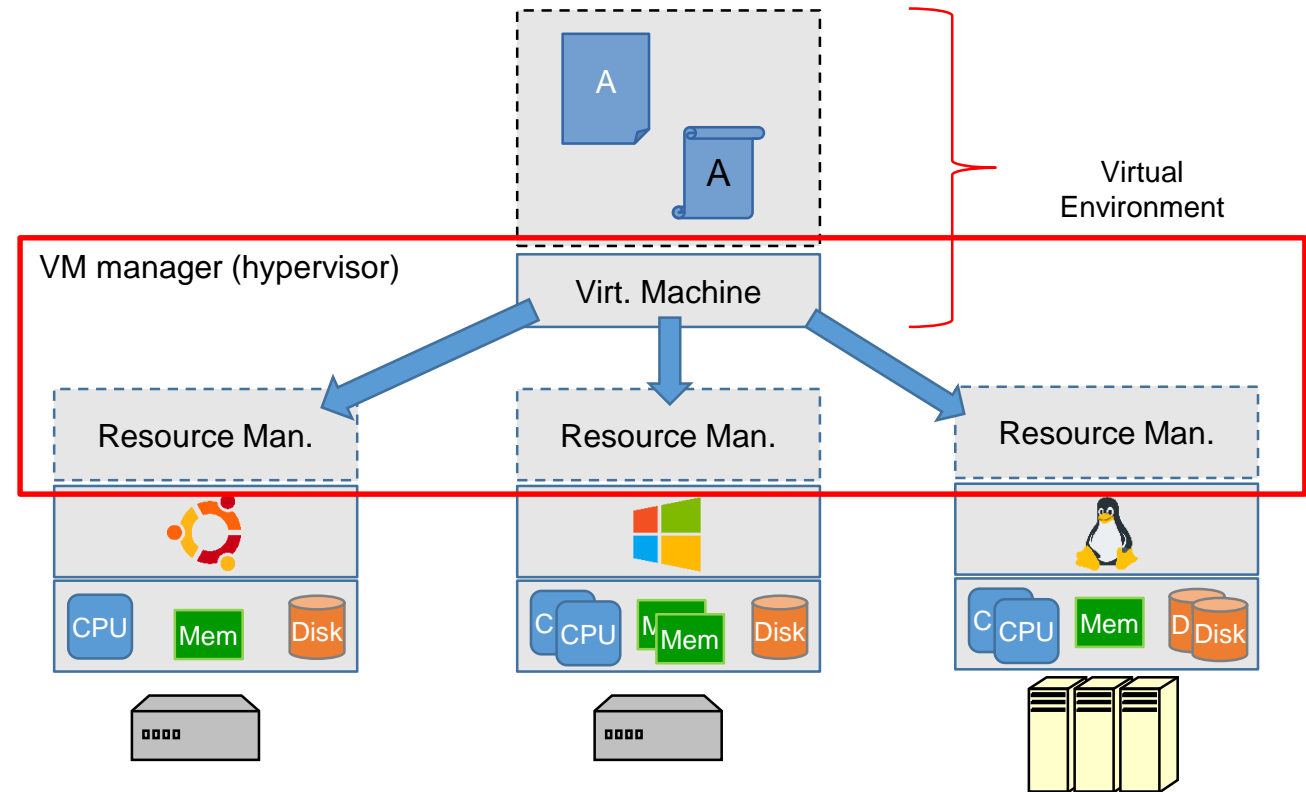 A
A
Virtual
Environment
VM manager (hypervisor)
Virt. Machine
Resource Man.
Resource Man.
Resource Man.
CPU
Mem
Disk
C
CPU
M
Mem
Disk
C
CPU
Mem
D
Disk